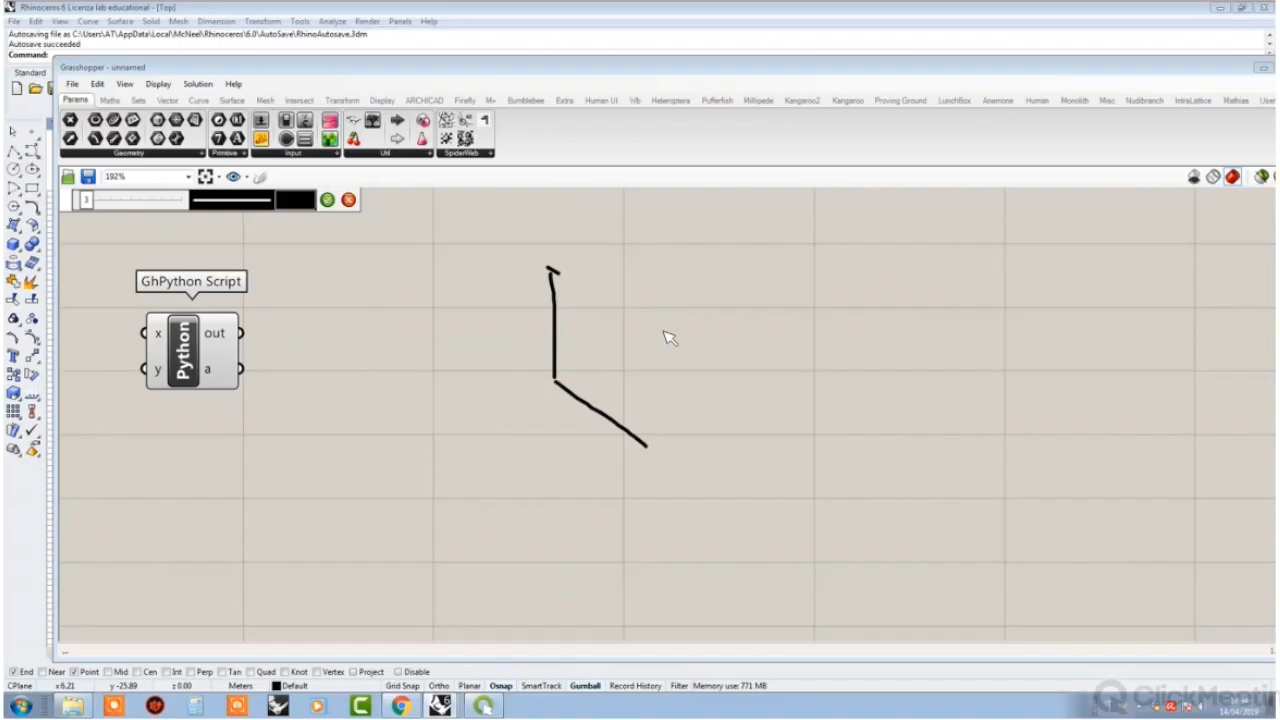 Rhinoceros 6 Licenza lab educational - [Top]
File Edit View Curve Surface Solid Mesh Dimension Transform Tools Analyze Render Panels Help
Autosaving file as C:\Users\AT\AppData\Local\McNeel\Rhinoceros\6.0\AutoSave\RhinoAutosave.3dm
Autosave succeeded
Command:
Standard
Grasshopper - unnamed
File Edit View Display Solution Help
Params Maths Sets Vector Curve Surface Mesh Intersect Transform Display ARCHICAD Firefly M+ Bumblebee Extra Human UI Wb Heteroptera Pufferfish Millipede Kangaroo2 Kangaroo Proving Ground LunchBox Anemone Human Monolith Misc Nudibranch IntraLattice Mathias User
Geometry Primitive Input Util SpiderWeb
192%
3
GhPython Script
x Python out
y a
End Near Point Mid Cen Int Perp Tan Quad Knot Vertex Project Disable
CPlane x 6.21 y -25.89 z 0.00 Meters Default Grid Snap Ortho Planar Osnap SmartTrack Gumball Record History Filter Memory use: 771 MB
14/04/2019